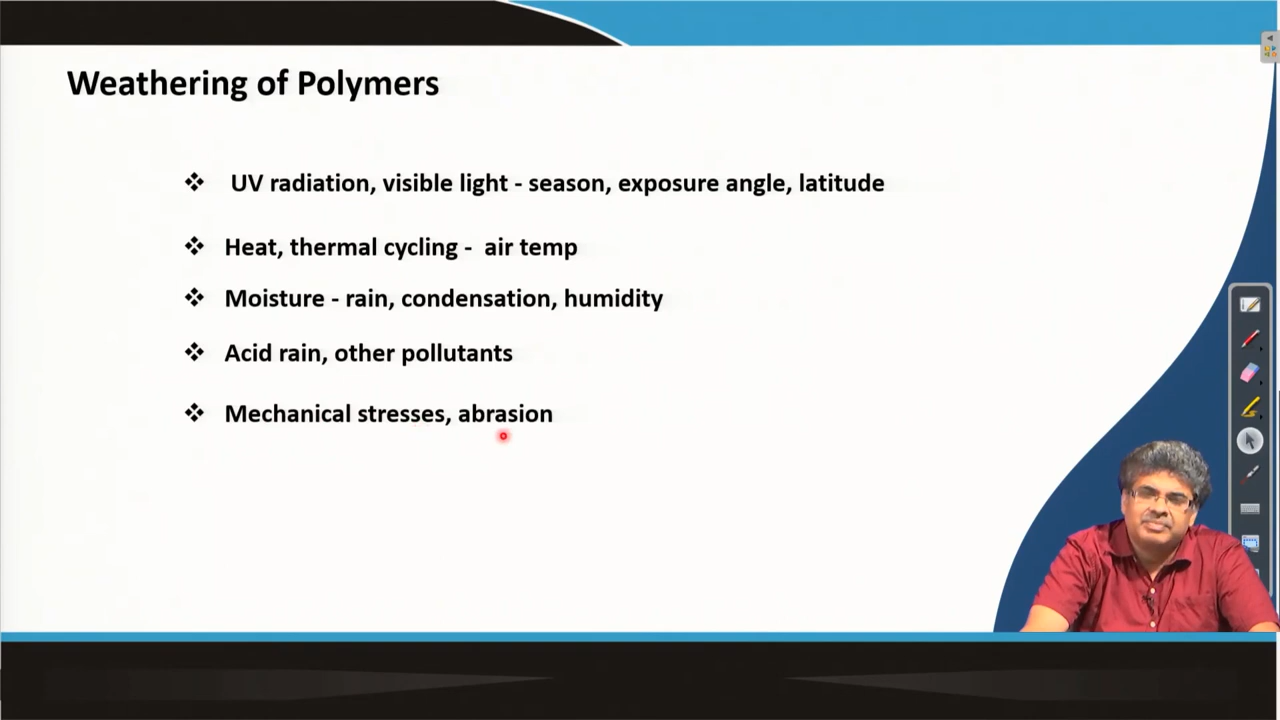 Weathering of Polymers
❖ UV radiation, visible light - season, exposure angle, latitude
❖ Heat, thermal cycling - air temp
❖ Moisture - rain, condensation, humidity
❖ Acid rain, other pollutants
❖ Mechanical stresses, abrasion